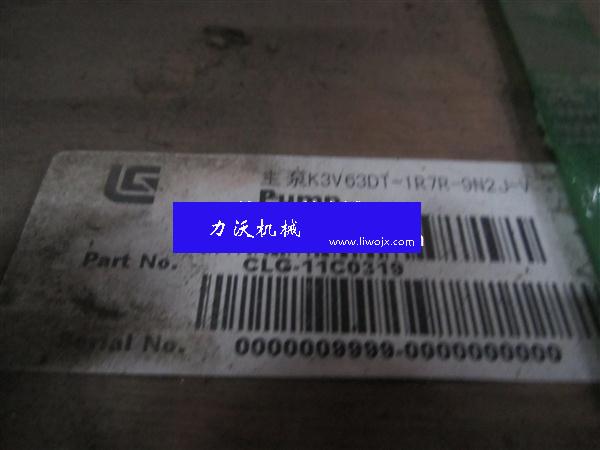 主泵K3V63DT-1R7R-9N2J-V
Pump
力沃机械
www.liwojx.com
Part No.
CLG-11C0319
Serial No.
0000009999-0000000000